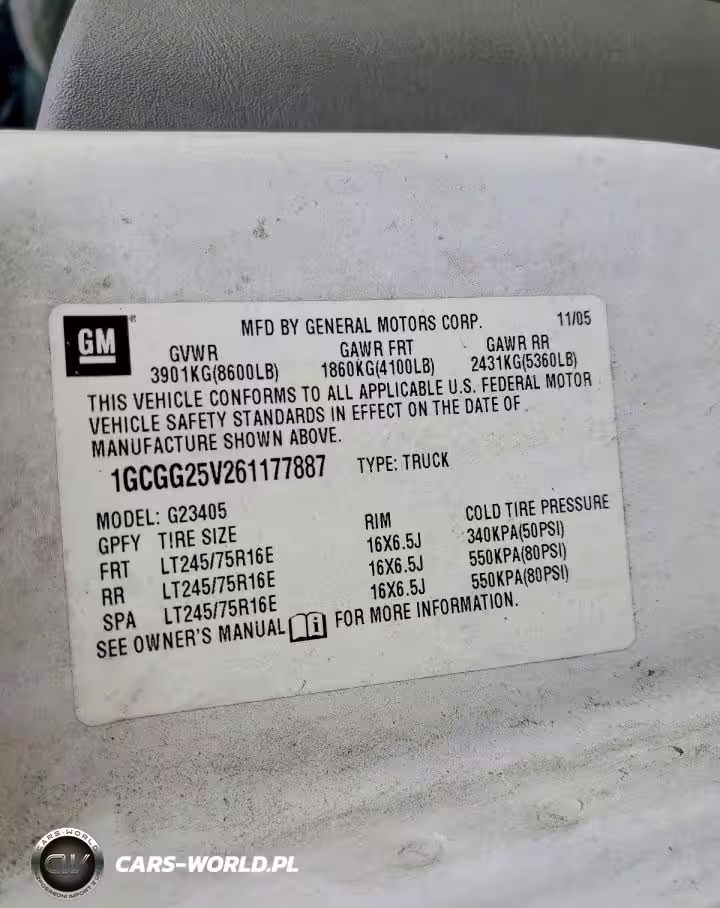 GM
MFD BY GENERAL MOTORS CORP. 11/05
GVWR GAWR FRT GAWR RR
3901KG(8600LB) 1860KG(4100LB) 2431KG(5360LB)
THIS VEHICLE CONFORMS TO ALL APPLICABLE U.S. FEDERAL MOTOR
VEHICLE SAFETY STANDARDS IN EFFECT ON THE DATE OF
MANUFACTURE SHOWN ABOVE.
1GCGG25V261177887 TYPE: TRUCK
MODEL: G23405
GPFY TIRE SIZE RIM COLD TIRE PRESSURE
FRT LT245/75R16E 16X6.5J 340KPA(50PSI)
RR LT245/75R16E 16X6.5J 550KPA(80PSI)
SPA LT245/75R16E 16X6.5J 550KPA(80PSI)
SEE OWNER'S MANUAL i FOR MORE INFORMATION.
CARS-WORLD
CW
CARS-WORLD.PL